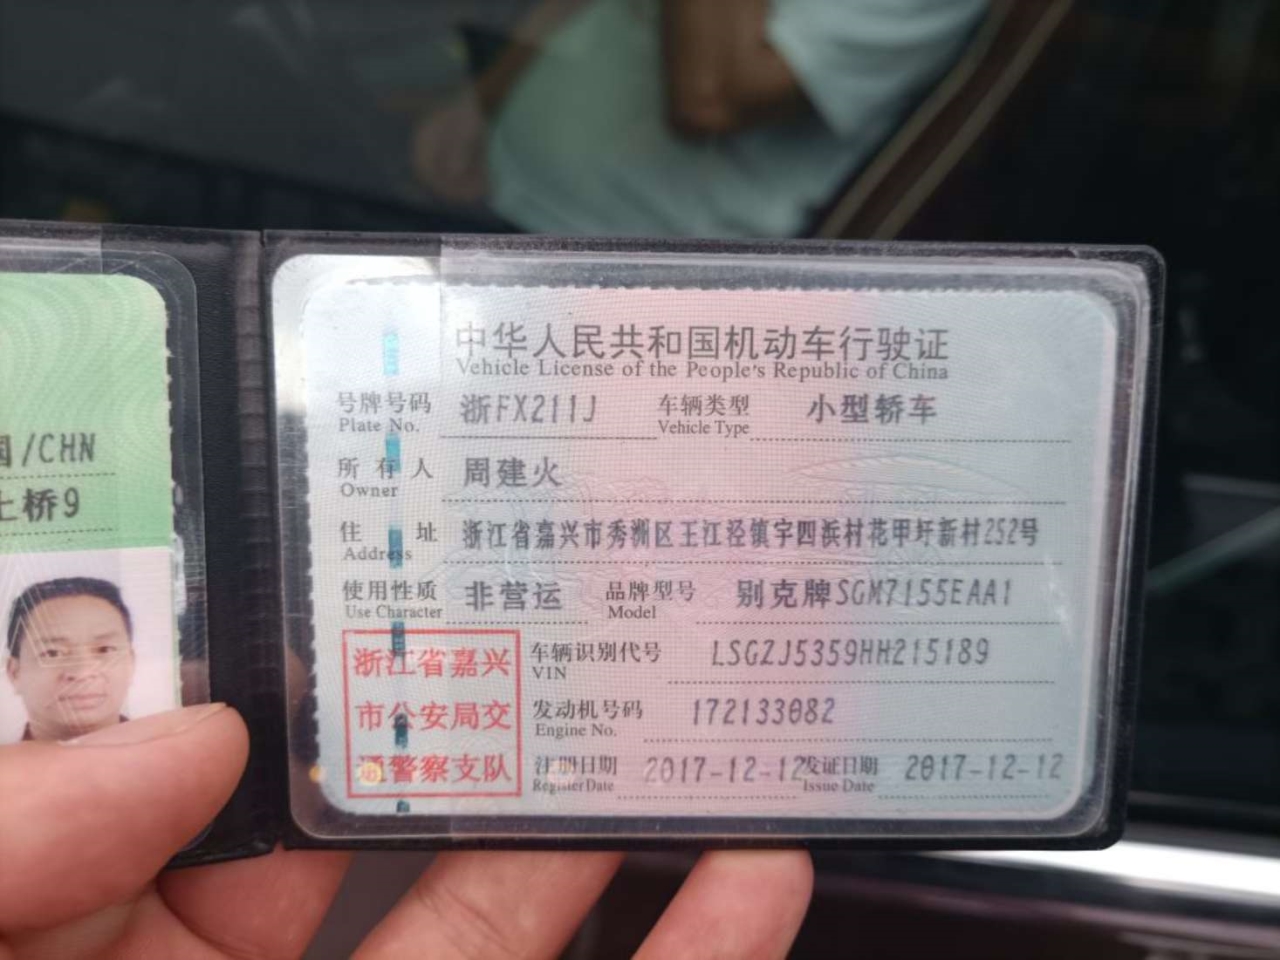 国/CHN
上桥9
中华人民共和国机动车行驶证
Vehicle License of the People's Republic of China
号牌号码 浙FX211J 车辆类型 小型轿车
Plate No. Vehicle Type
所有人 周建火
Owner
住址 浙江省嘉兴市秀洲区王江泾镇宇四浜村花甲圩新村252号
Address
使用性质 非营运 品牌型号 别克牌SGM7155EAA1
Use Character Model
浙江省嘉兴
市公安局交
通警察支队
车辆识别代号 LSGZJ5359HH215189
VIN
发动机号码 172133082
Engine No.
注册日期 2017-12-12 发证日期 2017-12-12
Register Date Issue Date